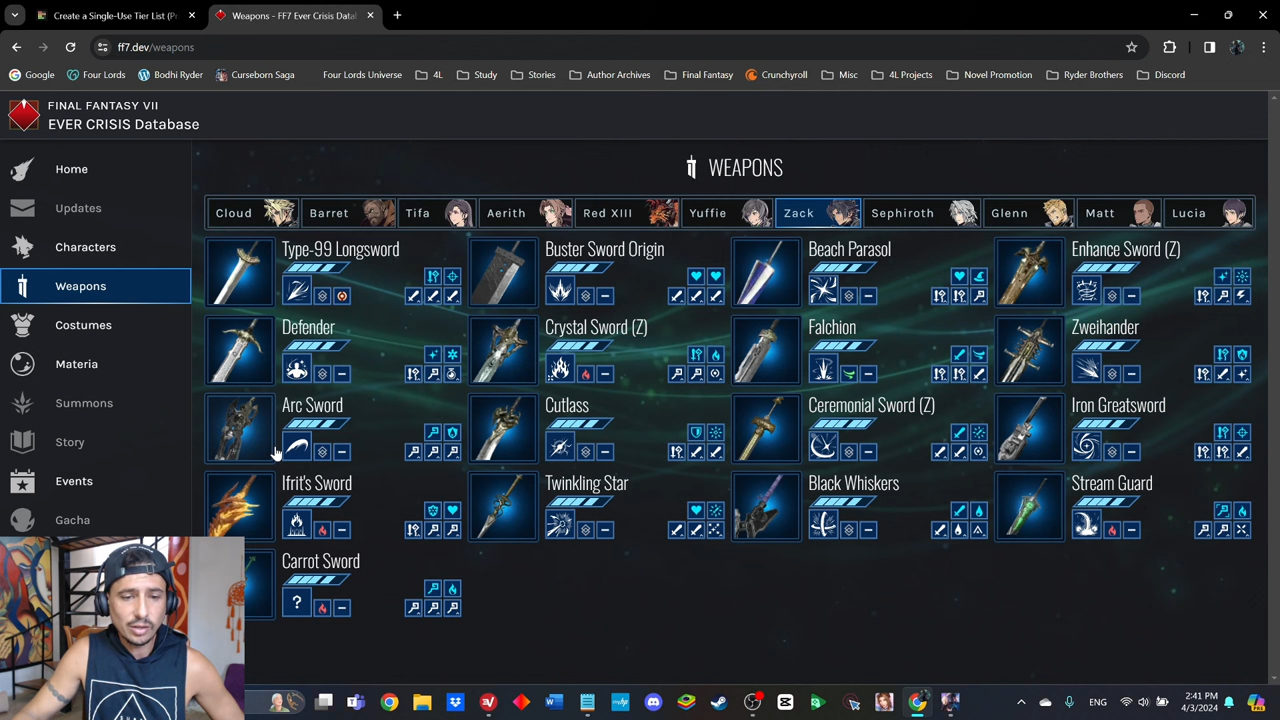 Create a Single-Use Tier List (Pr
Weapons - FF7 Ever Crisis Datab
ff7.dev/weapons
Google
Four Lords
Bodhi Ryder
Curseborn Saga
Four Lords Universe
4L
Study
Stories
Author Archives
Final Fantasy
Crunchyroll
Misc
4L Projects
Novel Promotion
Ryder Brothers
Discord
FINAL FANTASY VII
EVER CRISIS Database
Home
Updates
Characters
Weapons
Costumes
Materia
Summons
Story
Events
Gacha
WEAPONS
Cloud
Barret
Tifa
Aerith
Red XIII
Yuffie
Zack
Sephiroth
Glenn
Matt
Lucia
Type-99 Longsword
Buster Sword Origin
Beach Parasol
Enhance Sword (Z)
Defender
Crystal Sword (Z)
Falchion
Zweihander
Arc Sword
Cutlass
Ceremonial Sword (Z)
Iron Greatsword
Ifrit's Sword
Twinkling Star
Black Whiskers
Stream Guard
Carrot Sword
?
ENG
2:41 PM
4/3/2024